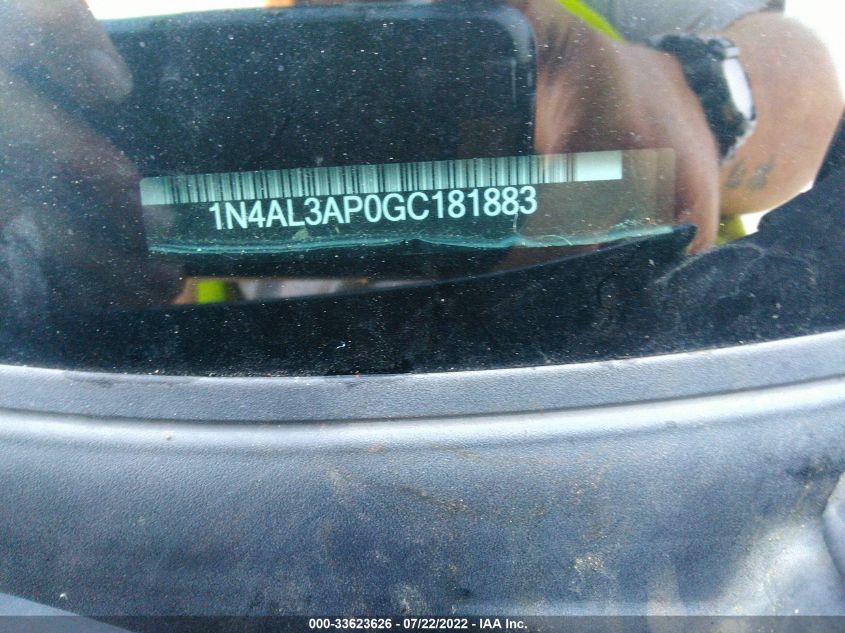 1N4AL3AP0GC181883
000-33623626 - 07/22/2022 - IAA Inc.